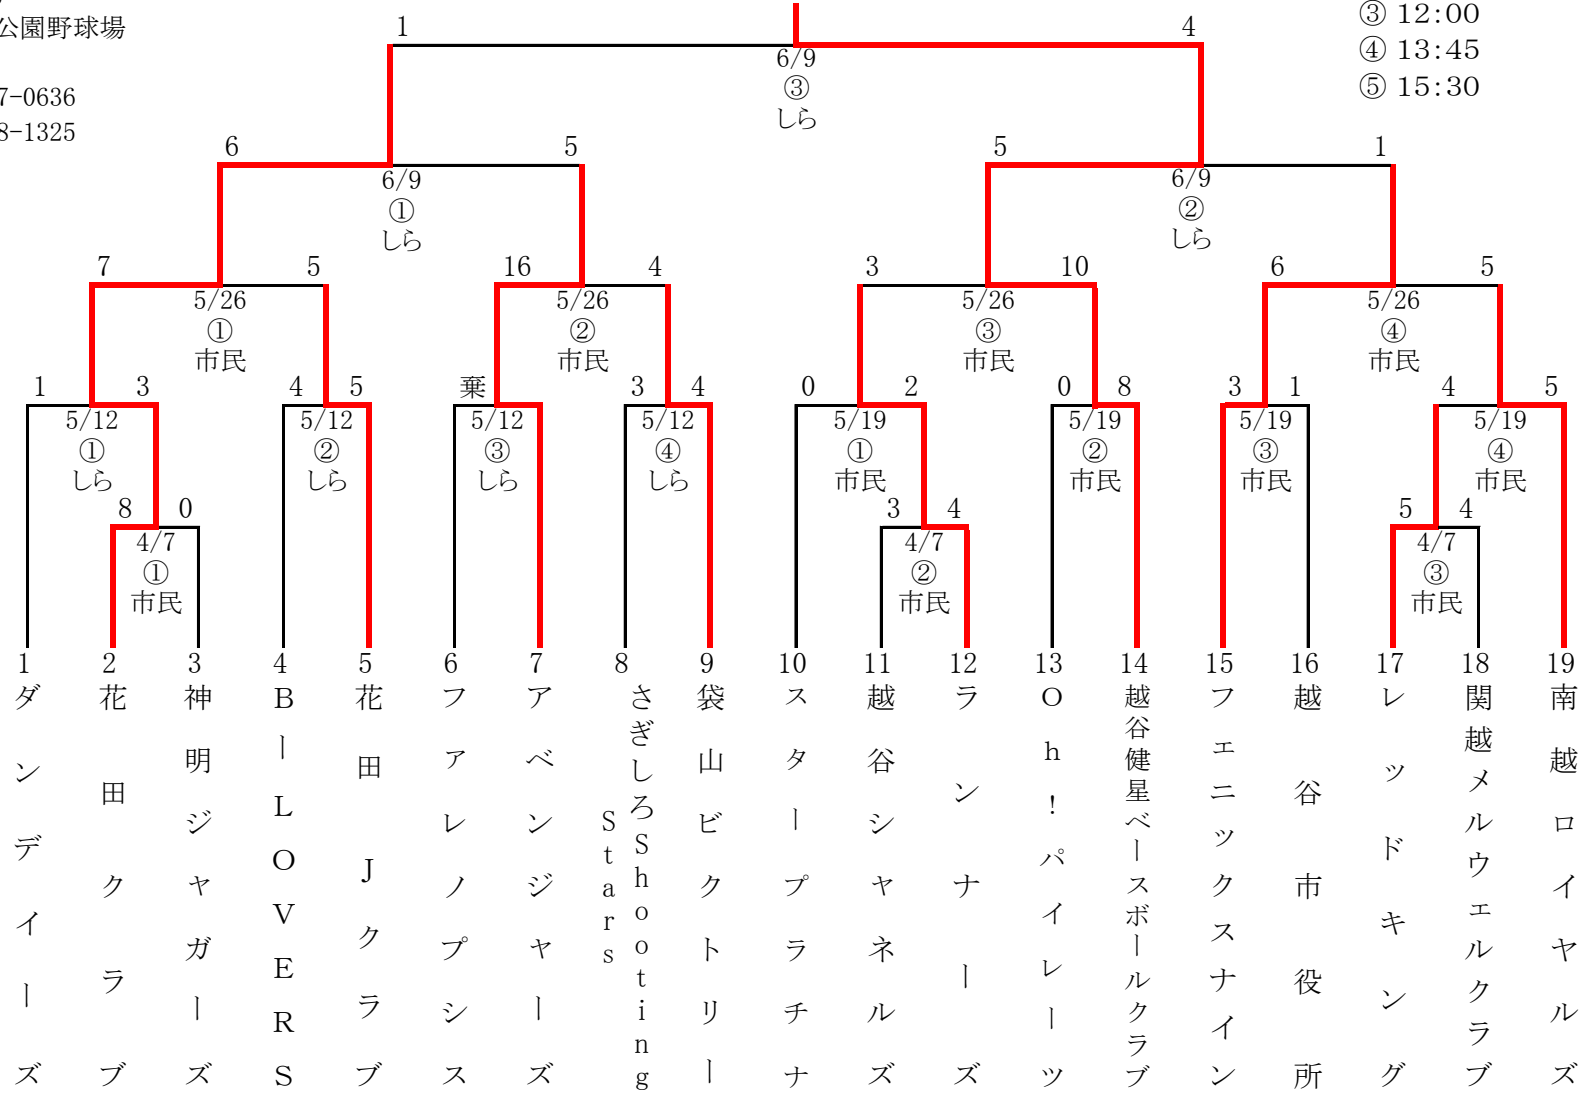 公園野球場
7-0636
8-1325
③ 12:00
④ 13:45
⑤ 15:30
1 4
6/9
③
しら
6 5 5 1
6/9 6/9
① ②
しら しら
7 5 16 4 3 10 6 5
5/26 5/26 5/26 5/26
① ② ③ ④
市民 市民 市民 市民
1 3 4 5 棄 3 4 0 2 0 8 3 1 4 5
5/12 5/12 5/12 5/12 5/19 5/19 5/19 5/19
① ② ③ ④ ① ② ③ ④
しら しら しら しら 市民 市民 市民 市民
8 0 3 4 5 4
4/7 4/7 4/7
① ② ③
市民 市民 市民
1 2 3 4 5 6 7 8 9 10 11 12 13 14 15 16 17 18 19
ダンディーズ
花田クラブ
神明ジャガーズ
BーLOVERS
花田Jクラブ
ファレノプシス
アベンジャーズ
さぎしろShooting
Stars
袋山ビクトリー
スタープラチナ
越谷シャネルズ
ランナーズ
Oh!パイレーツ
越谷健星ベースボールクラブ
フェニックスナイン
越谷市役所
レッドキング
関越メルウェルクラブ
南越ロイヤルズ